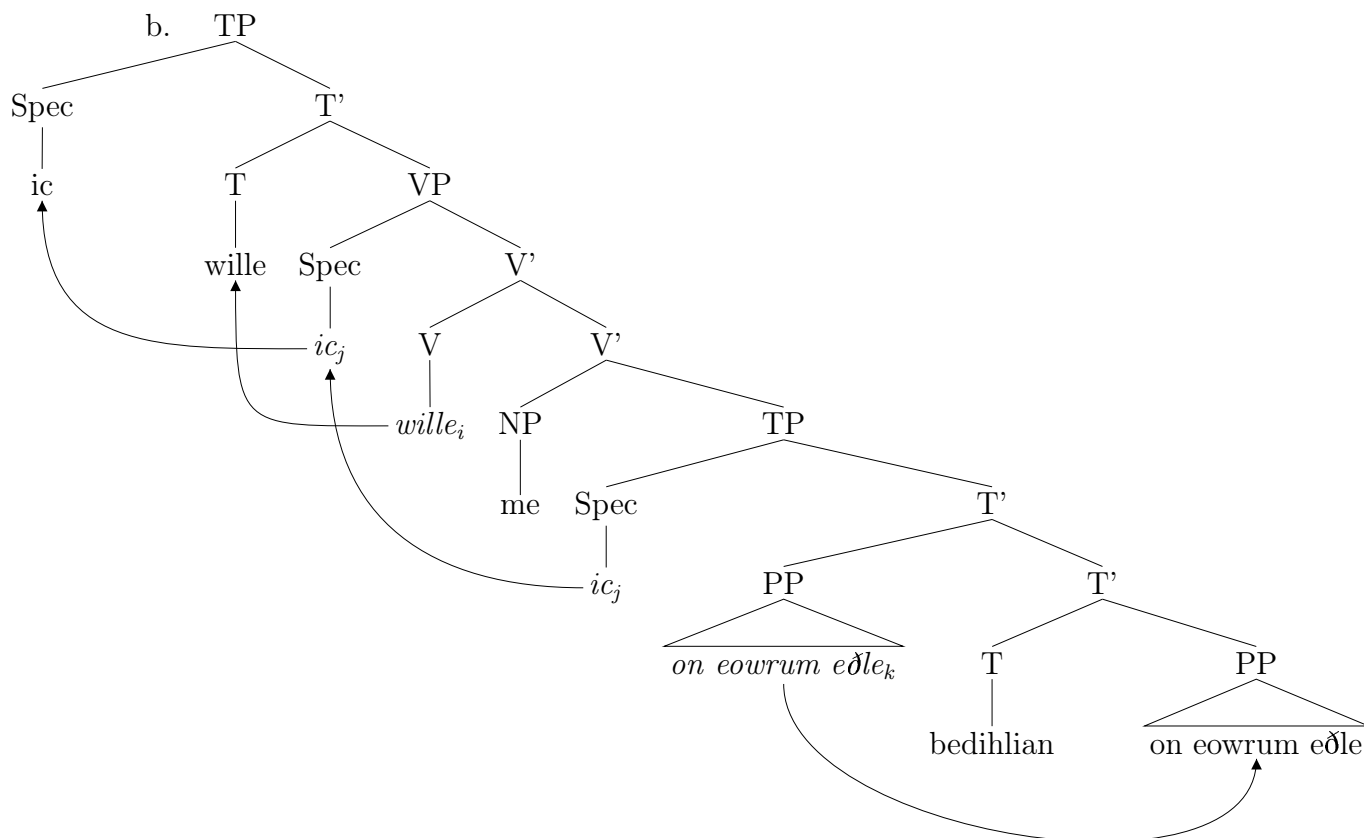 b. TP
Spec T'
ic T VP
wille Spec V'
ic_j V V'
wille_i NP TP
me Spec T'
ic_j PP T'
on eowrum eðle_k T PP
bedihlian on eowrum eðle